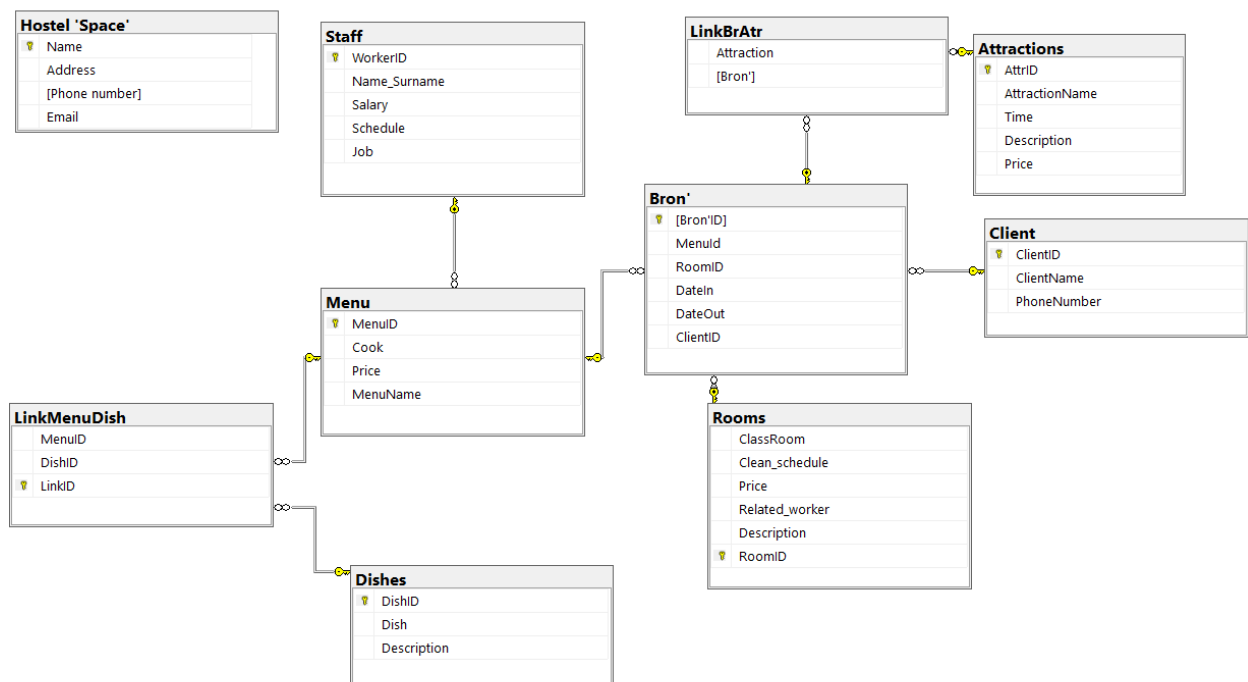 Hostel 'Space'
Name
Address
[Phone number]
Email
Staff
WorkerID
Name_Surname
Salary
Schedule
Job
LinkBrAtr
Attraction
[Bron']
Attractions
AttrID
AttractionName
Time
Description
Price
Bron'
[Bron'ID]
MenuId
RoomID
DateIn
DateOut
ClientID
Client
ClientID
ClientName
PhoneNumber
Menu
MenuID
Cook
Price
MenuName
LinkMenuDish
MenuID
DishID
LinkID
Rooms
ClassRoom
Clean_schedule
Price
Related_worker
Description
RoomID
Dishes
DishID
Dish
Description